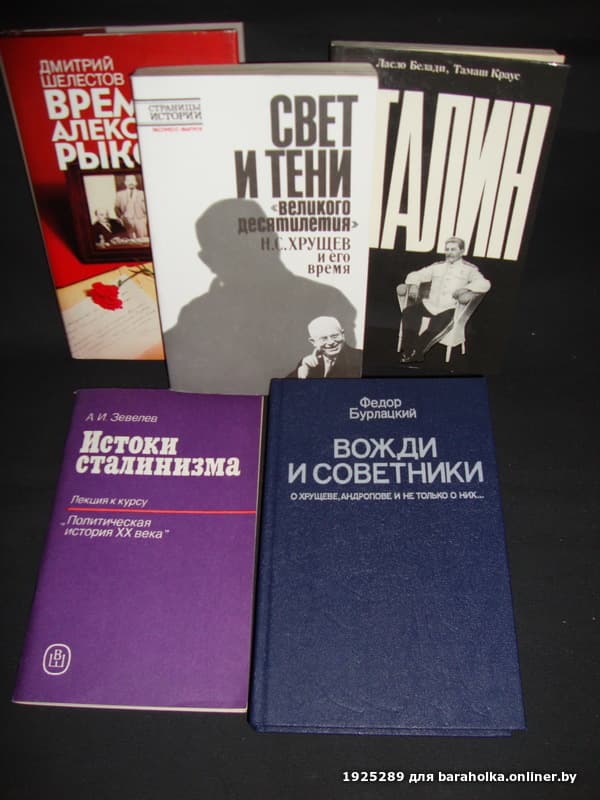 ДМИТРИЙ
ШЕЛЕСТОВ
ВРЕМ
АЛЕКС
РЫКО
СТРАНИЦЫ
ИСТОРИИ
ЭКСПРЕСС-ВЫПУСК
СВЕТ
И ТЕНИ
«великого
десятилетия»
Н.С.ХРУЩЕВ
и его
время
Ласло Белади, Тамаш Краус
ТАЛИН
А. И. Зевелев
Истоки
сталинизма
Лекция к курсу
„Политическая
история XX века"
Федор
Бурлацкий
ВОЖДИ
И СОВЕТНИКИ
О ХРУЩЕВЕ, АНДРОПОВЕ И НЕ ТОЛЬКО О НИХ...
1925289 для baraholka.onliner.by